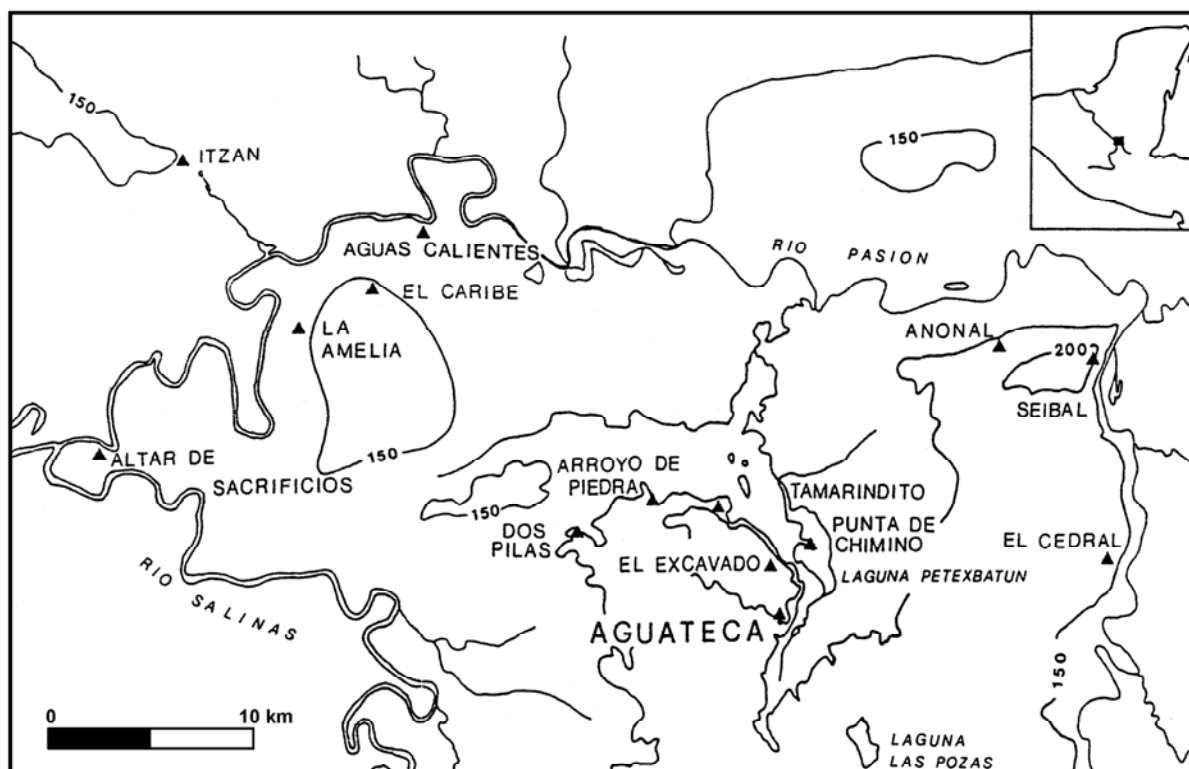 150
ITZAN
150
AGUAS CALIENTES
RIO
PASION
EL CARIBE
LA
AMELIA
ANONAL
200
SEIBAL
150
ALTAR DE
SACRIFICIOS
ARROYO DE
PIEDRA
150
TAMARINDITO
DOS
PILAS
PUNTA DE
CHIMINO
EL CEDRAL
EL EXCAVADO
LAGUNA PETEXBATUN
RIO
SALINAS
AGUATECA
150
0 10 km
LAGUNA
LAS POZAS